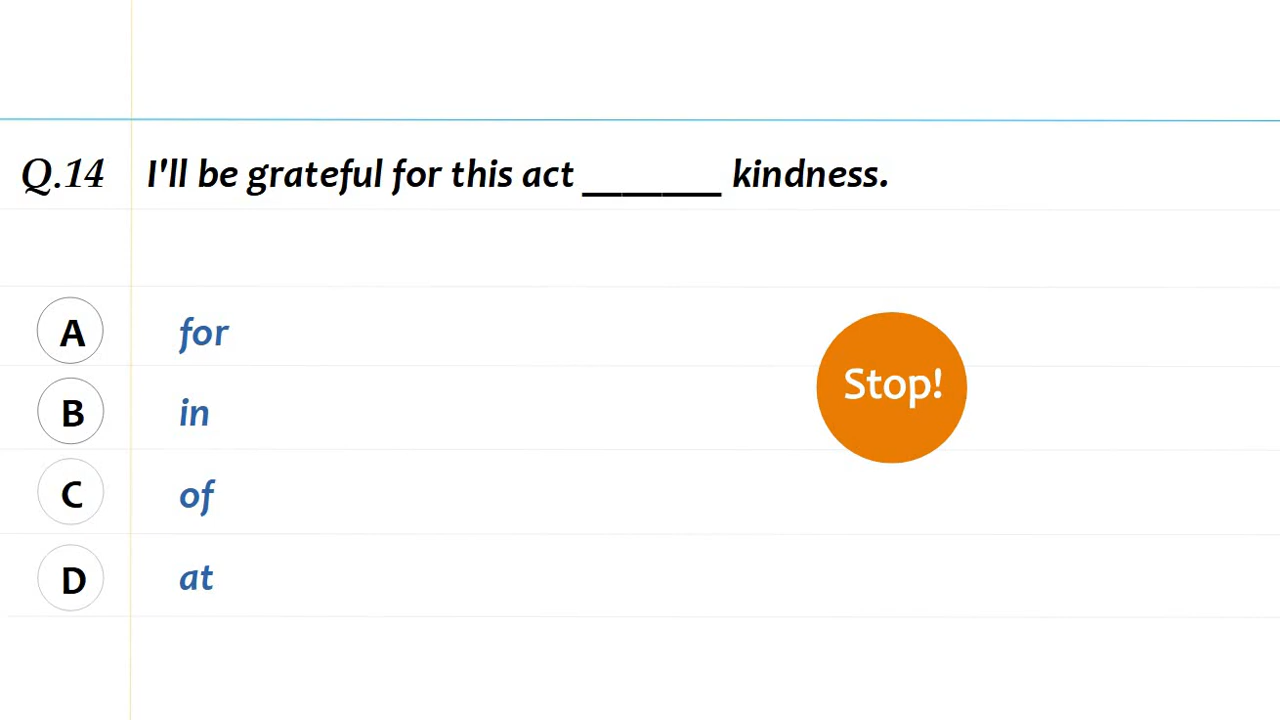 Q.14 I'll be grateful for this act _______ kindness.
A for
Stop!
B in
C of
D at